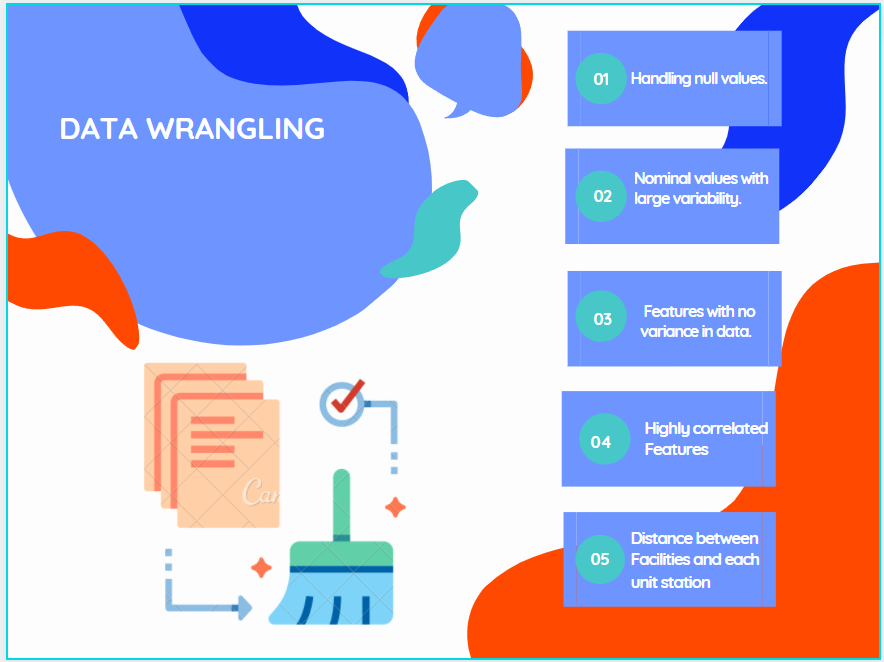 DATA WRANGLING
01
Handling null values.
02
Nominal values with
large variability.
03
Features with no
variance in data.
04
Highly correlated
Features
05
Distance between
Facilities and each
unit station